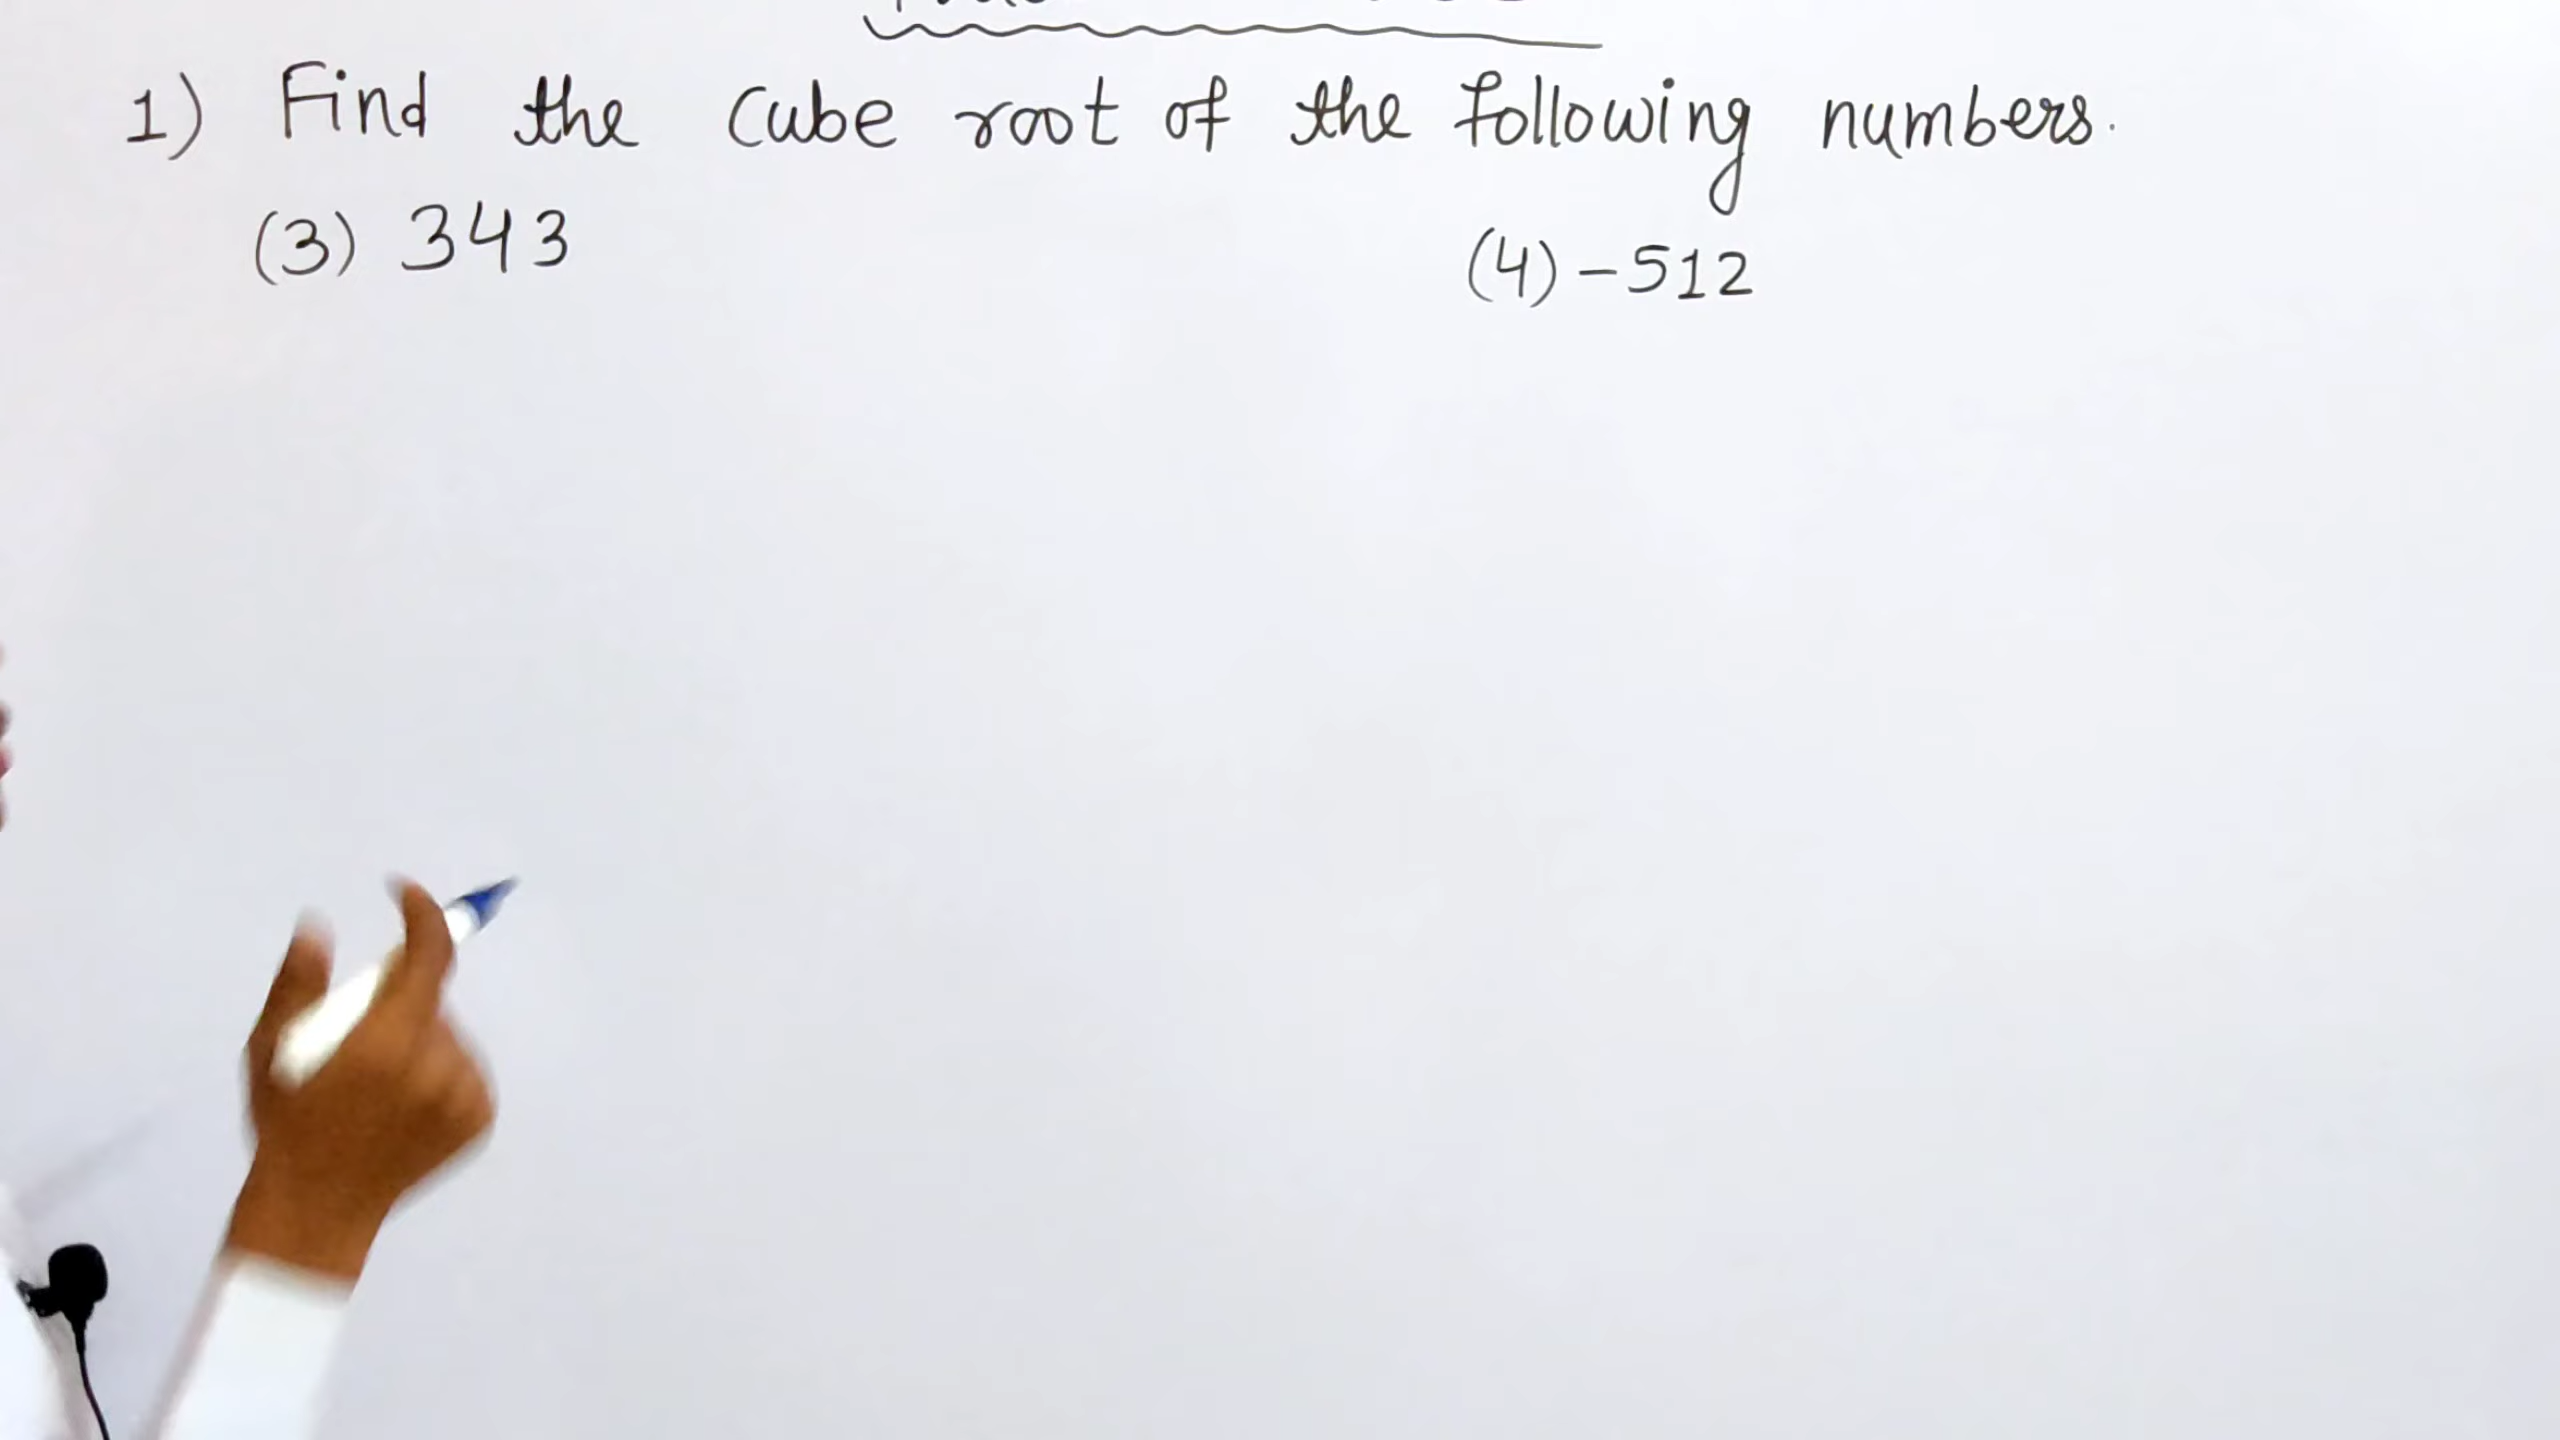 1) Find the cube root of the following numbers.
(3) 343 (4) -512